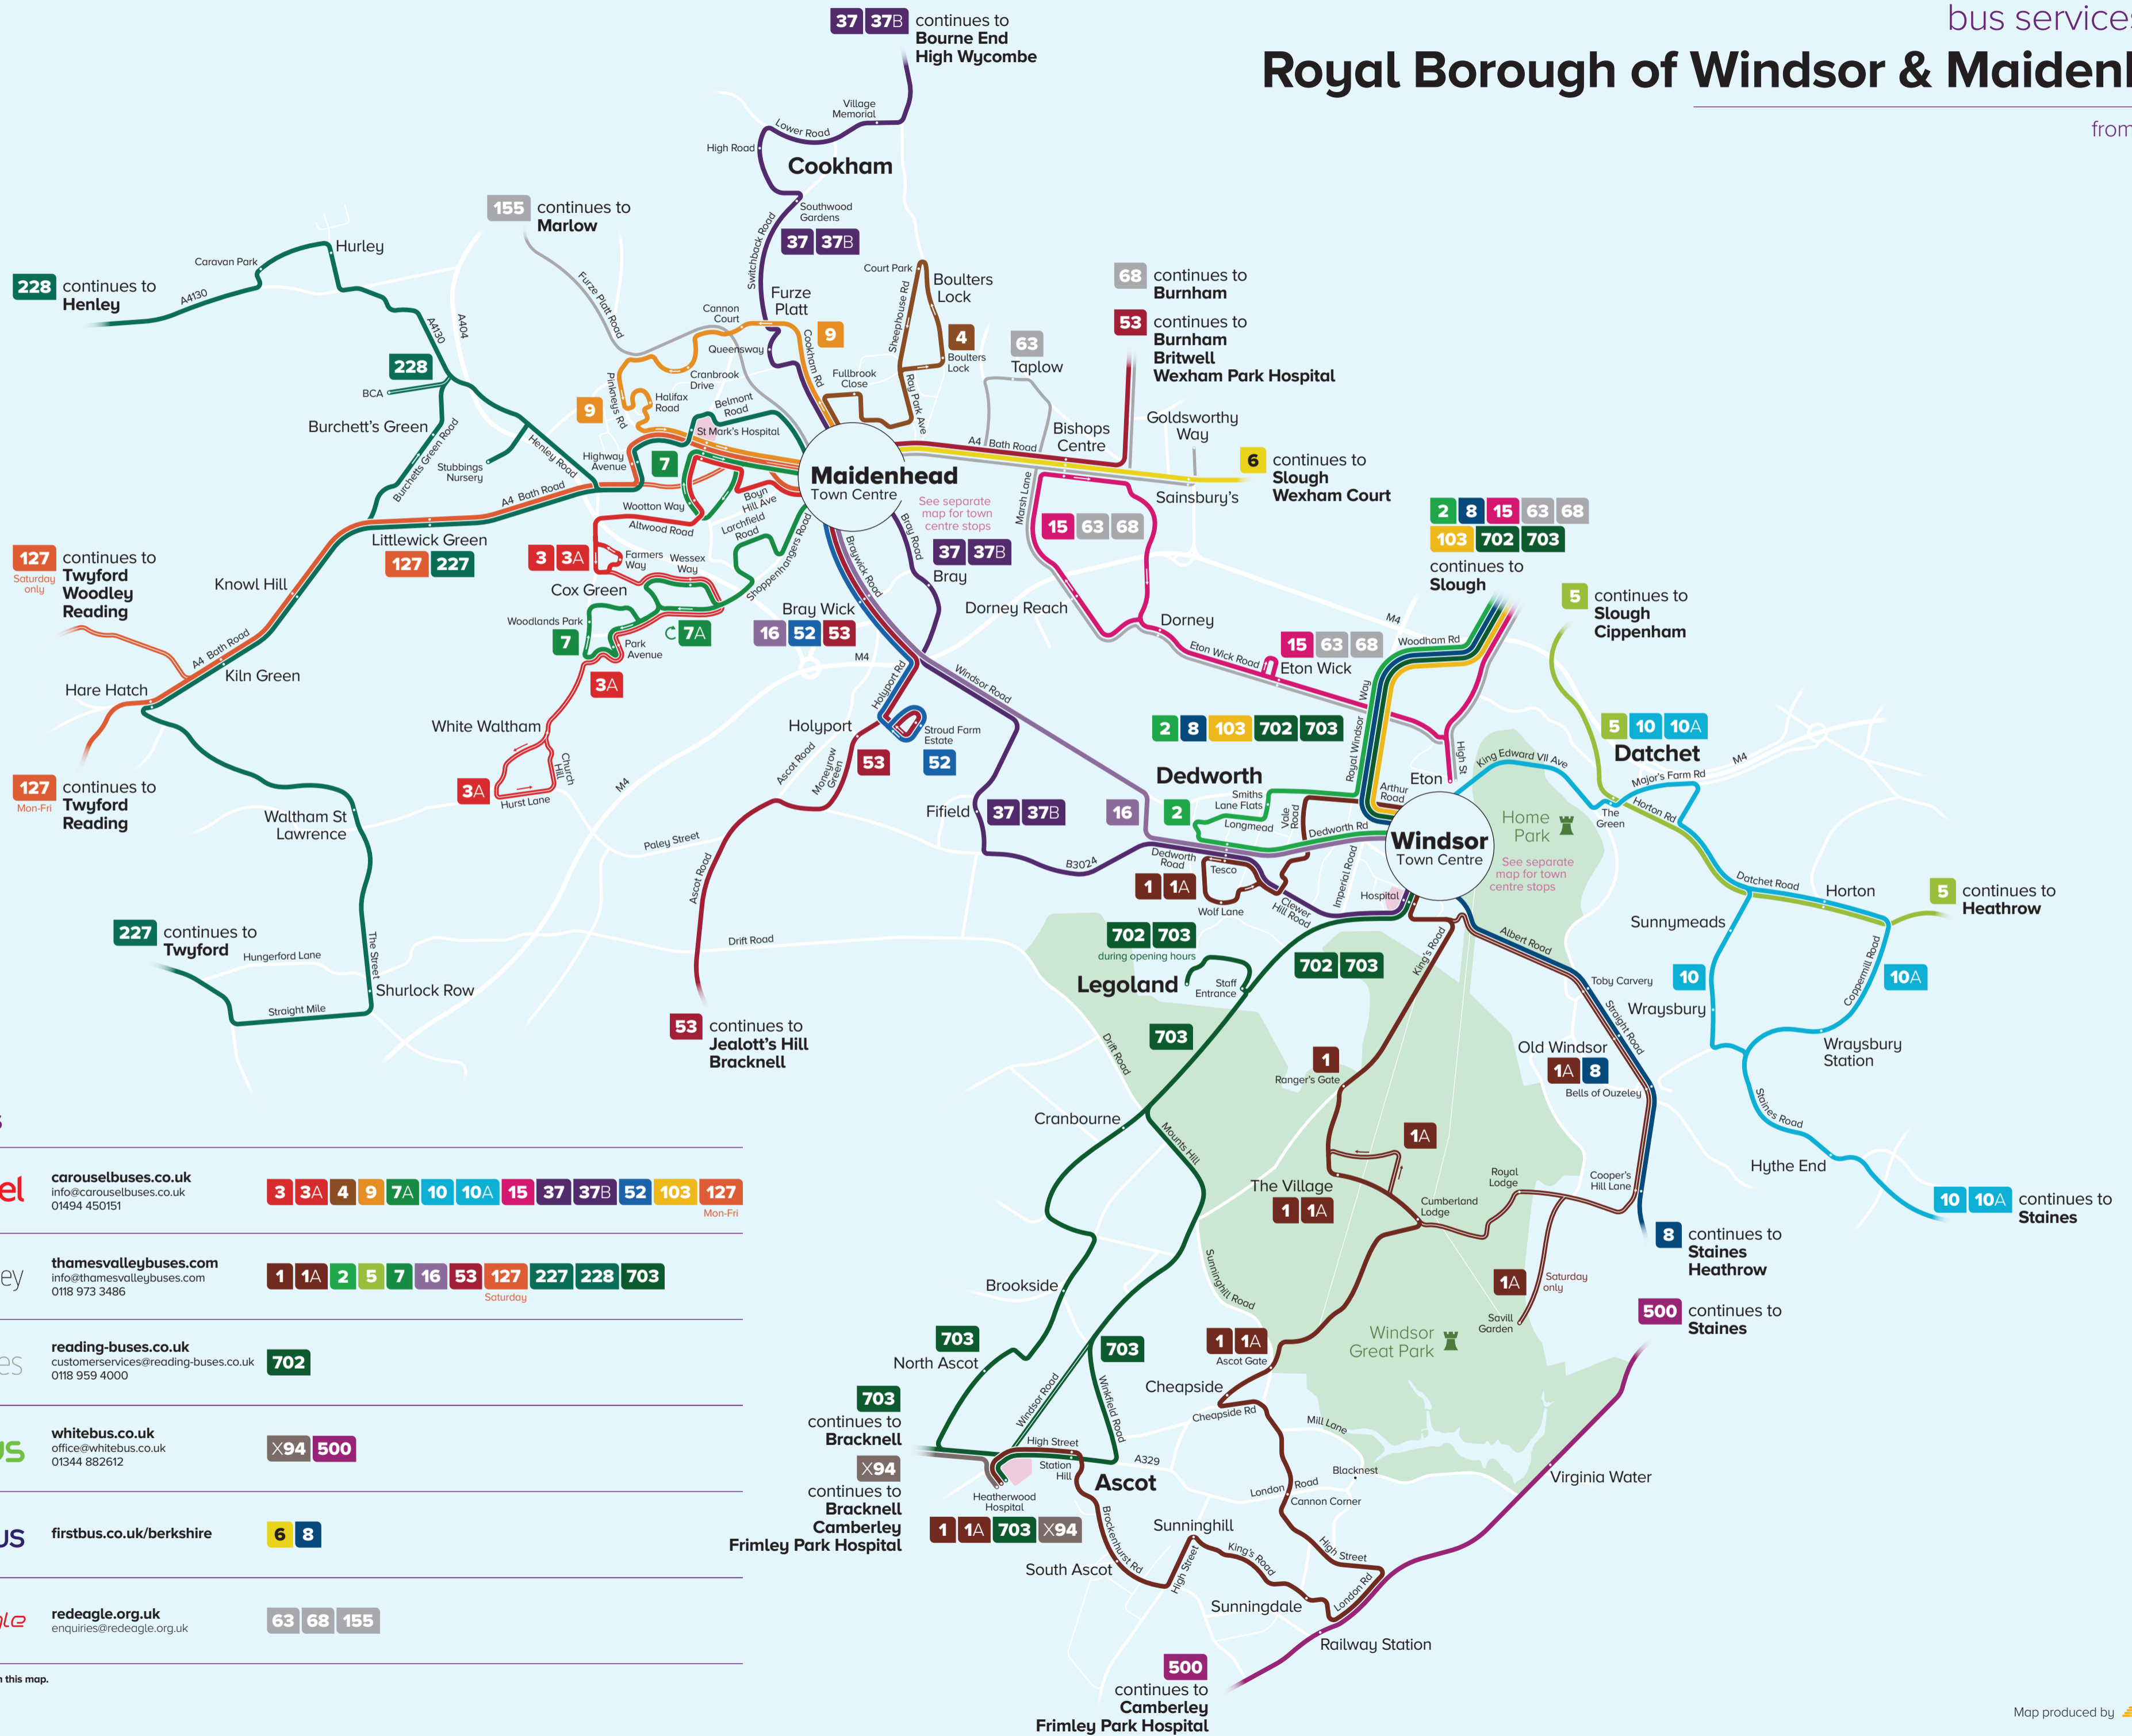 bus services
Royal Borough of Windsor &
from
37 37B continues to
Bourne End
High Wycombe
Village
Memorial
Lower Road
High Road
Cookham
Southwood
Gardens
Switchback Road
37 37B
155 continues to
Marlow
Furze Platt Road
Hurley
Caravan Park
228 continues to
Henley
A4130
A4130
A404
228
BCA
Burchett's Green
Burchetts Green Road
Stubbings
Nursery
Henley Road
Furze
Platt
Cannon
Court
Queensway
9
Cookham Rd
Court Park
Boulters
Lock
Sheephouse Rd
4
Boulters
Lock
Fullbrook
Close
Ray Park Ave
63
Taplow
68 continues to
Burnham
53 continues to
Burnham
Britwell
Wexham Park Hospital
Pinkneys Rd
Cranbrook
Drive
Halifax
Road
9
Belmont
Road
St Mark's Hospital
Highway
Avenue
7
A4 Bath Road
Maidenhead
Town Centre
See separate
map for town
centre stops
A4 Bath Road
Bishops
Centre
Goldsworthy
Way
Sainsbury's
6 continues to
Slough
Wexham Court
Wootton Way
Altwood Road
Boyn
Hill Ave
Larchfield
Road
Shoppenhangers Road
Littlewick Green
127 227
3 3A
Farmers
Way
Wessex
Way
Cox Green
Woodlands Park
7
7A
Park
Avenue
3A
White Waltham
Church
Hill
3A
Hurst Lane
127 continues to
Saturday
only
Twyford
Woodley
Reading
Knowl Hill
A4 Bath Road
Kiln Green
Hare Hatch
127 continues to
Mon-Fri
Twyford
Reading
Waltham St
Lawrence
227 continues to
Twyford
Hungerford Lane
The Street
Straight Mile
Shurlock Row
Braywick Road
Bray Road
37 37B
Bray
Bray Wick
16 52 53
M4
Holyport Rd
Windsor Road
Holyport
Stroud Farm
Estate
52
53
Ascot Road
Moneyrow
Green
M4
Paley Street
Ascot Road
Drift Road
53 continues to
Jealott's Hill
Bracknell
Fifield
37 37B
16
B3024
Marsh Lane
15 63 68
Dorney Reach
Dorney
Eton Wick Road
15 63 68
Eton Wick
M4
2 8 15 63 68
103 702 703
continues to
Slough
Woodham Rd
Royal Windsor Way
2 8 103 702 703
High St
Eton
5 continues to
Slough
Cippenham
5 10 10A
Datchet
King Edward VII Ave
Major's Farm Rd
M4
The
Green
Horton Rd
Datchet Road
Horton
5 continues to
Heathrow
Sunnymeads
10
Coppermill Road
10A
Wraysbury
Wraysbury
Station
Staines Road
Hythe End
10 10A continues to
Staines
Dedworth
Smiths
Lane Flats
2
Longmead
Vale
Road
Arthur
Road
Dedworth Rd
Dedworth
Road
Tesco
1 1A
Wolf Lane
Clewer
Hill Road
Imperial Road
Hospital
Windsor
Town Centre
Home
Park
See separate
map for town
centre stops
702 703
during opening hours
Legoland
Staff
Entrance
702 703
King's Road
Albert Road
Toby Carvery
Straight Road
Old Windsor
1A 8
Bells of Ouzeley
703
Drift Road
1
Ranger's Gate
Cranbourne
Mounts Hill
1A
The Village
1 1A
Cumberland
Lodge
Royal
Lodge
Cooper's
Hill Lane
8 continues to
Staines
Heathrow
1A
Saturday
only
Savill
Garden
500 continues to
Staines
Brookside
Sunninghill Road
703
North Ascot
703
1 1A
Ascot Gate
Windsor
Great Park
Cheapside
Cheapside Rd
Mill Lane
Windsor Road
Winkfield Road
703
continues to
Bracknell
High Street
Station
Hill
A329
Ascot
X94
continues to
Bracknell
Camberley
Frimley Park Hospital
Heatherwood
Hospital
1 1A 703 X94
Blacknest
London Road
Cannon Corner
Virginia Water
Brockenhurst Rd
South Ascot
Sunninghill
High Street
King's Road
High Street
London Rd
Sunningdale
Railway Station
500
continues to
Camberley
Frimley Park Hospital
carouselbuses.co.uk
info@carouselbuses.co.uk
01494 450151
3 3A 4 9 7A 10 10A 15 37 37B 52 103 127
Mon-Fri
thamesvalleybuses.com
info@thamesvalleybuses.com
0118 973 3486
1 1A 2 5 7 16 53 127 227 228 703
Saturday
reading-buses.co.uk
customerservices@reading-buses.co.uk
0118 959 4000
702
whitebus.co.uk
office@whitebus.co.uk
01344 882612
X94 500
firstbus.co.uk/berkshire
6 8
redeagle.org.uk
enquiries@redeagle.org.uk
63 68 155
this map.
Map produced by